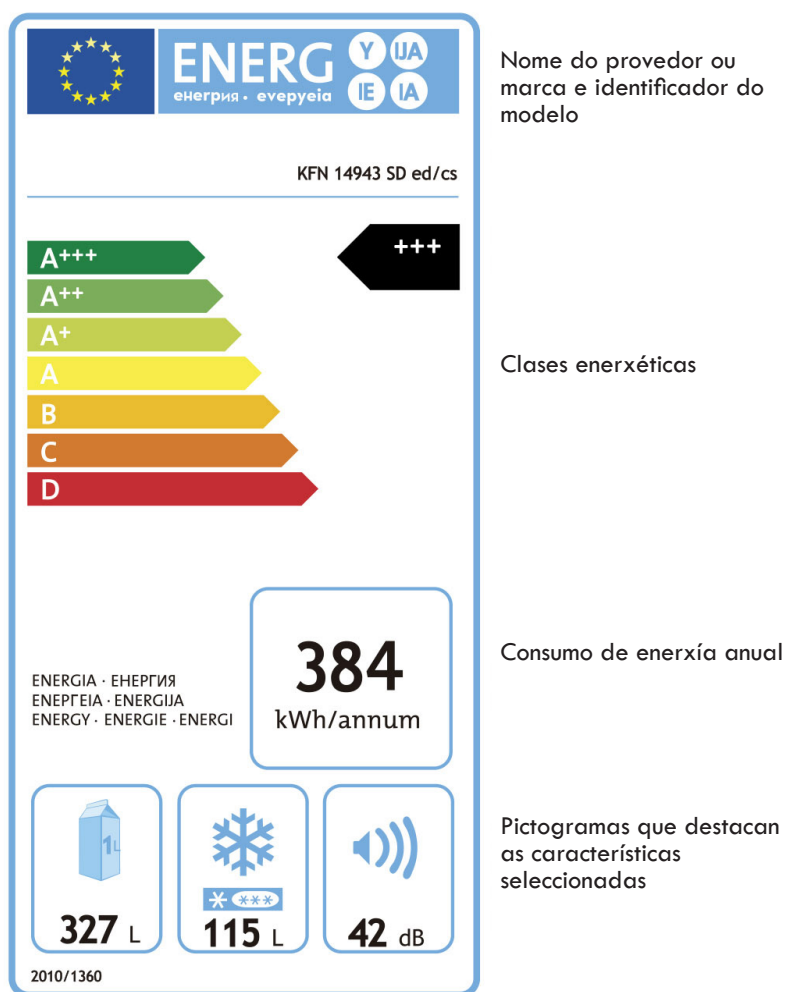 ENERG
енергия · ενεργεια
Y
IJA
IE
IA
Nome do provedor ou
marca e identificador do
modelo
KFN 14943 SD ed/cs
A+++
+++
A++
A+
A
B
C
D
Clases enerxéticas
ENERGIA · ЕНЕРГИЯ
ΕΝΕΡΓΕΙΑ · ENERGIJA
ENERGY · ENERGIE · ENERGI
384
kWh/annum
Consumo de enerxía anual
1L
327 L
115 L
42 dB
Pictogramas que destacan
as características
seleccionadas
2010/1360